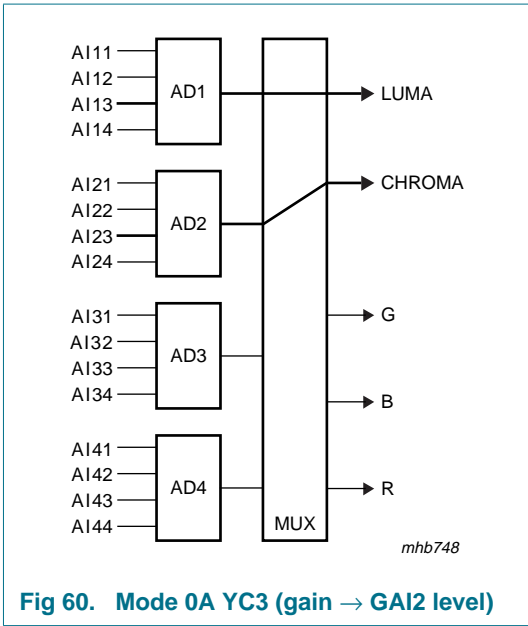 AI11
AI12
AI13
AI14
AD1
LUMA
AI21
AI22
AI23
AI24
AD2
CHROMA
AI31
AI32
AI33
AI34
AD3
G
B
AI41
AI42
AI43
AI44
AD4
R
MUX
mhb748
Fig 60. Mode 0A YC3 (gain → GAI2 level)